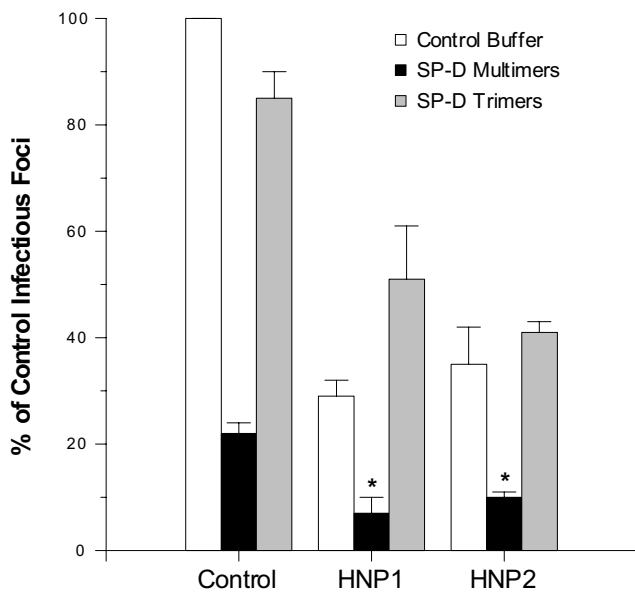 % of Control Infectious Foci
100
80
60
40
20
0
Control Buffer
SP-D Multimers
SP-D Trimers
*
*
Control HNP1 HNP2